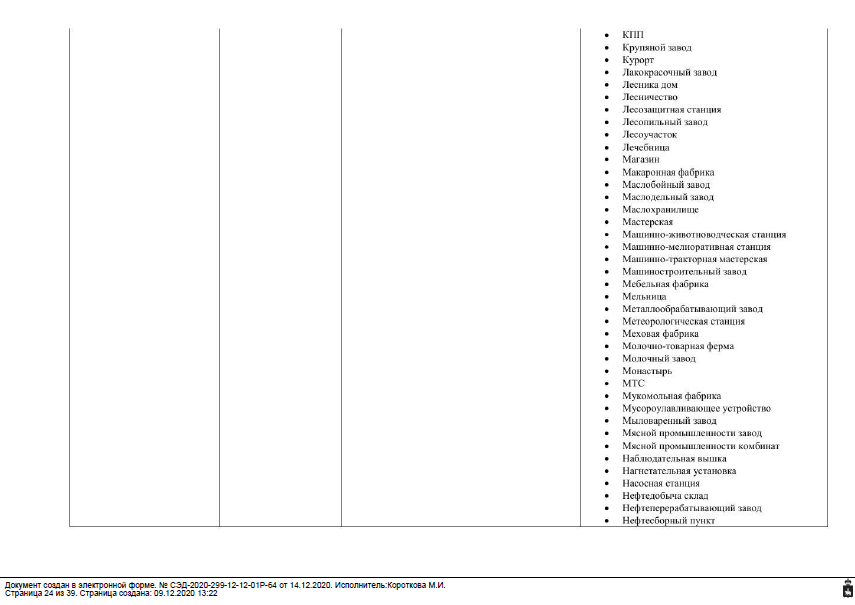 • КПП
• Крупяной завод
• Курорт
• Лакокрасочный завод
• Лесника дом
• Лесничество
• Лесозащитная станция
• Лесопильный завод
• Лесоучасток
• Лечебница
• Магазин
• Макаронная фабрика
• Маслобойный завод
• Маслодельный завод
• Маслохранилище
• Мастерская
• Машинно-животноводческая станция
• Машинно-мелиоративная станция
• Машинно-тракторная мастерская
• Машиностроительный завод
• Мебельная фабрика
• Мельница
• Металлообрабатывающий завод
• Метеорологическая станция
• Меховая фабрика
• Молочно-товарная ферма
• Молочный завод
• Монастырь
• МТС
• Мукомольная фабрика
• Мусороулавливающее устройство
• Мыловаренный завод
• Мясной промышленности завод
• Мясной промышленности комбинат
• Наблюдательная вышка
• Нагнетательная установка
• Насосная станция
• Нефтедобыча склад
• Нефтеперерабатывающий завод
• Нефтесборный пункт
Документ создан в электронной форме. № СЭД-2020-299-12-12-01Р-64 от 14.12.2020. Исполнитель:Короткова М.И.
Страница 24 из 39. Страница создана: 09.12.2020 13:22